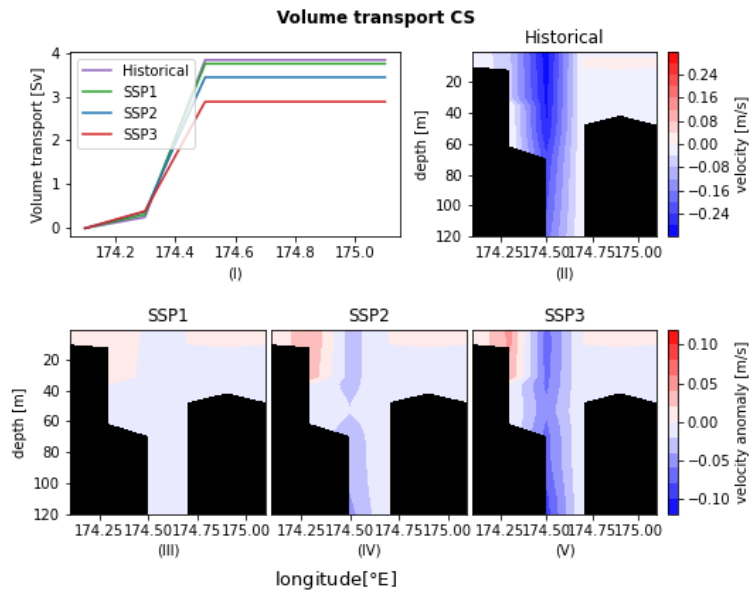 Volume transport CS
Volume transport [Sv]
4
3
2
1
0
Historical
SSP1
SSP2
SSP3
174.2 174.4 174.6 174.8 175.0
(I)
Historical
depth [m]
20
40
60
80
100
120
174.25 174.50 174.75 175.00
(II)
0.24
0.16
0.08
0.00
−0.08
−0.16
−0.24
velocity [m/s]
SSP1
depth [m]
20
40
60
80
100
120
174.25 174.50 174.75 175.00
(III)
SSP2
174.25 174.50 174.75 175.00
(IV)
SSP3
174.25 174.50 174.75 175.00
(V)
0.10
0.05
0.00
−0.05
−0.10
velocity anomaly [m/s]
longitude[°E]